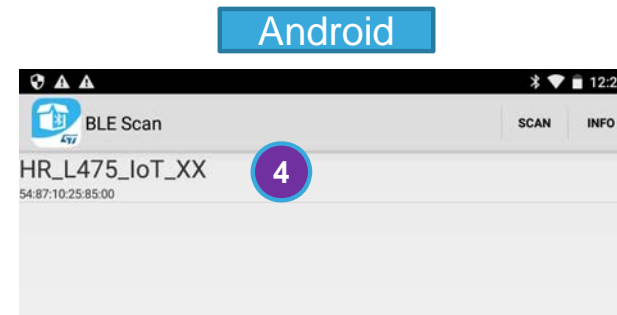 Android
12:2
BLE Scan
SCAN
INFO
HR_L475_IoT_XX
4
54:87:10:25:85:00